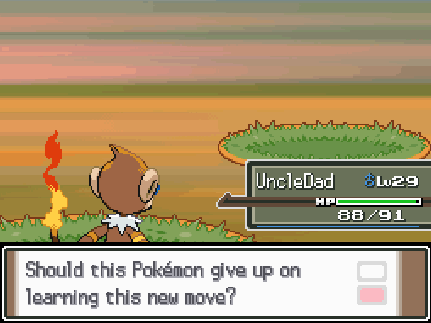 UncleDad ♂Lv29
HP
88/91
Should this Pokémon give up on
learning this new move?